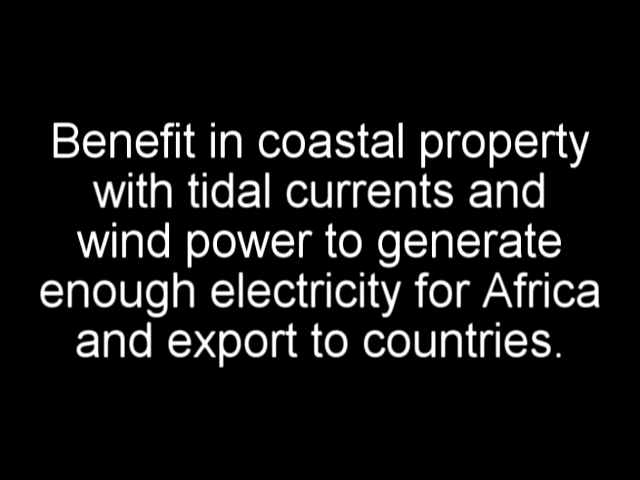 Benefit in coastal property
with tidal currents and
wind power to generate
enough electricity for Africa
and export to countries.